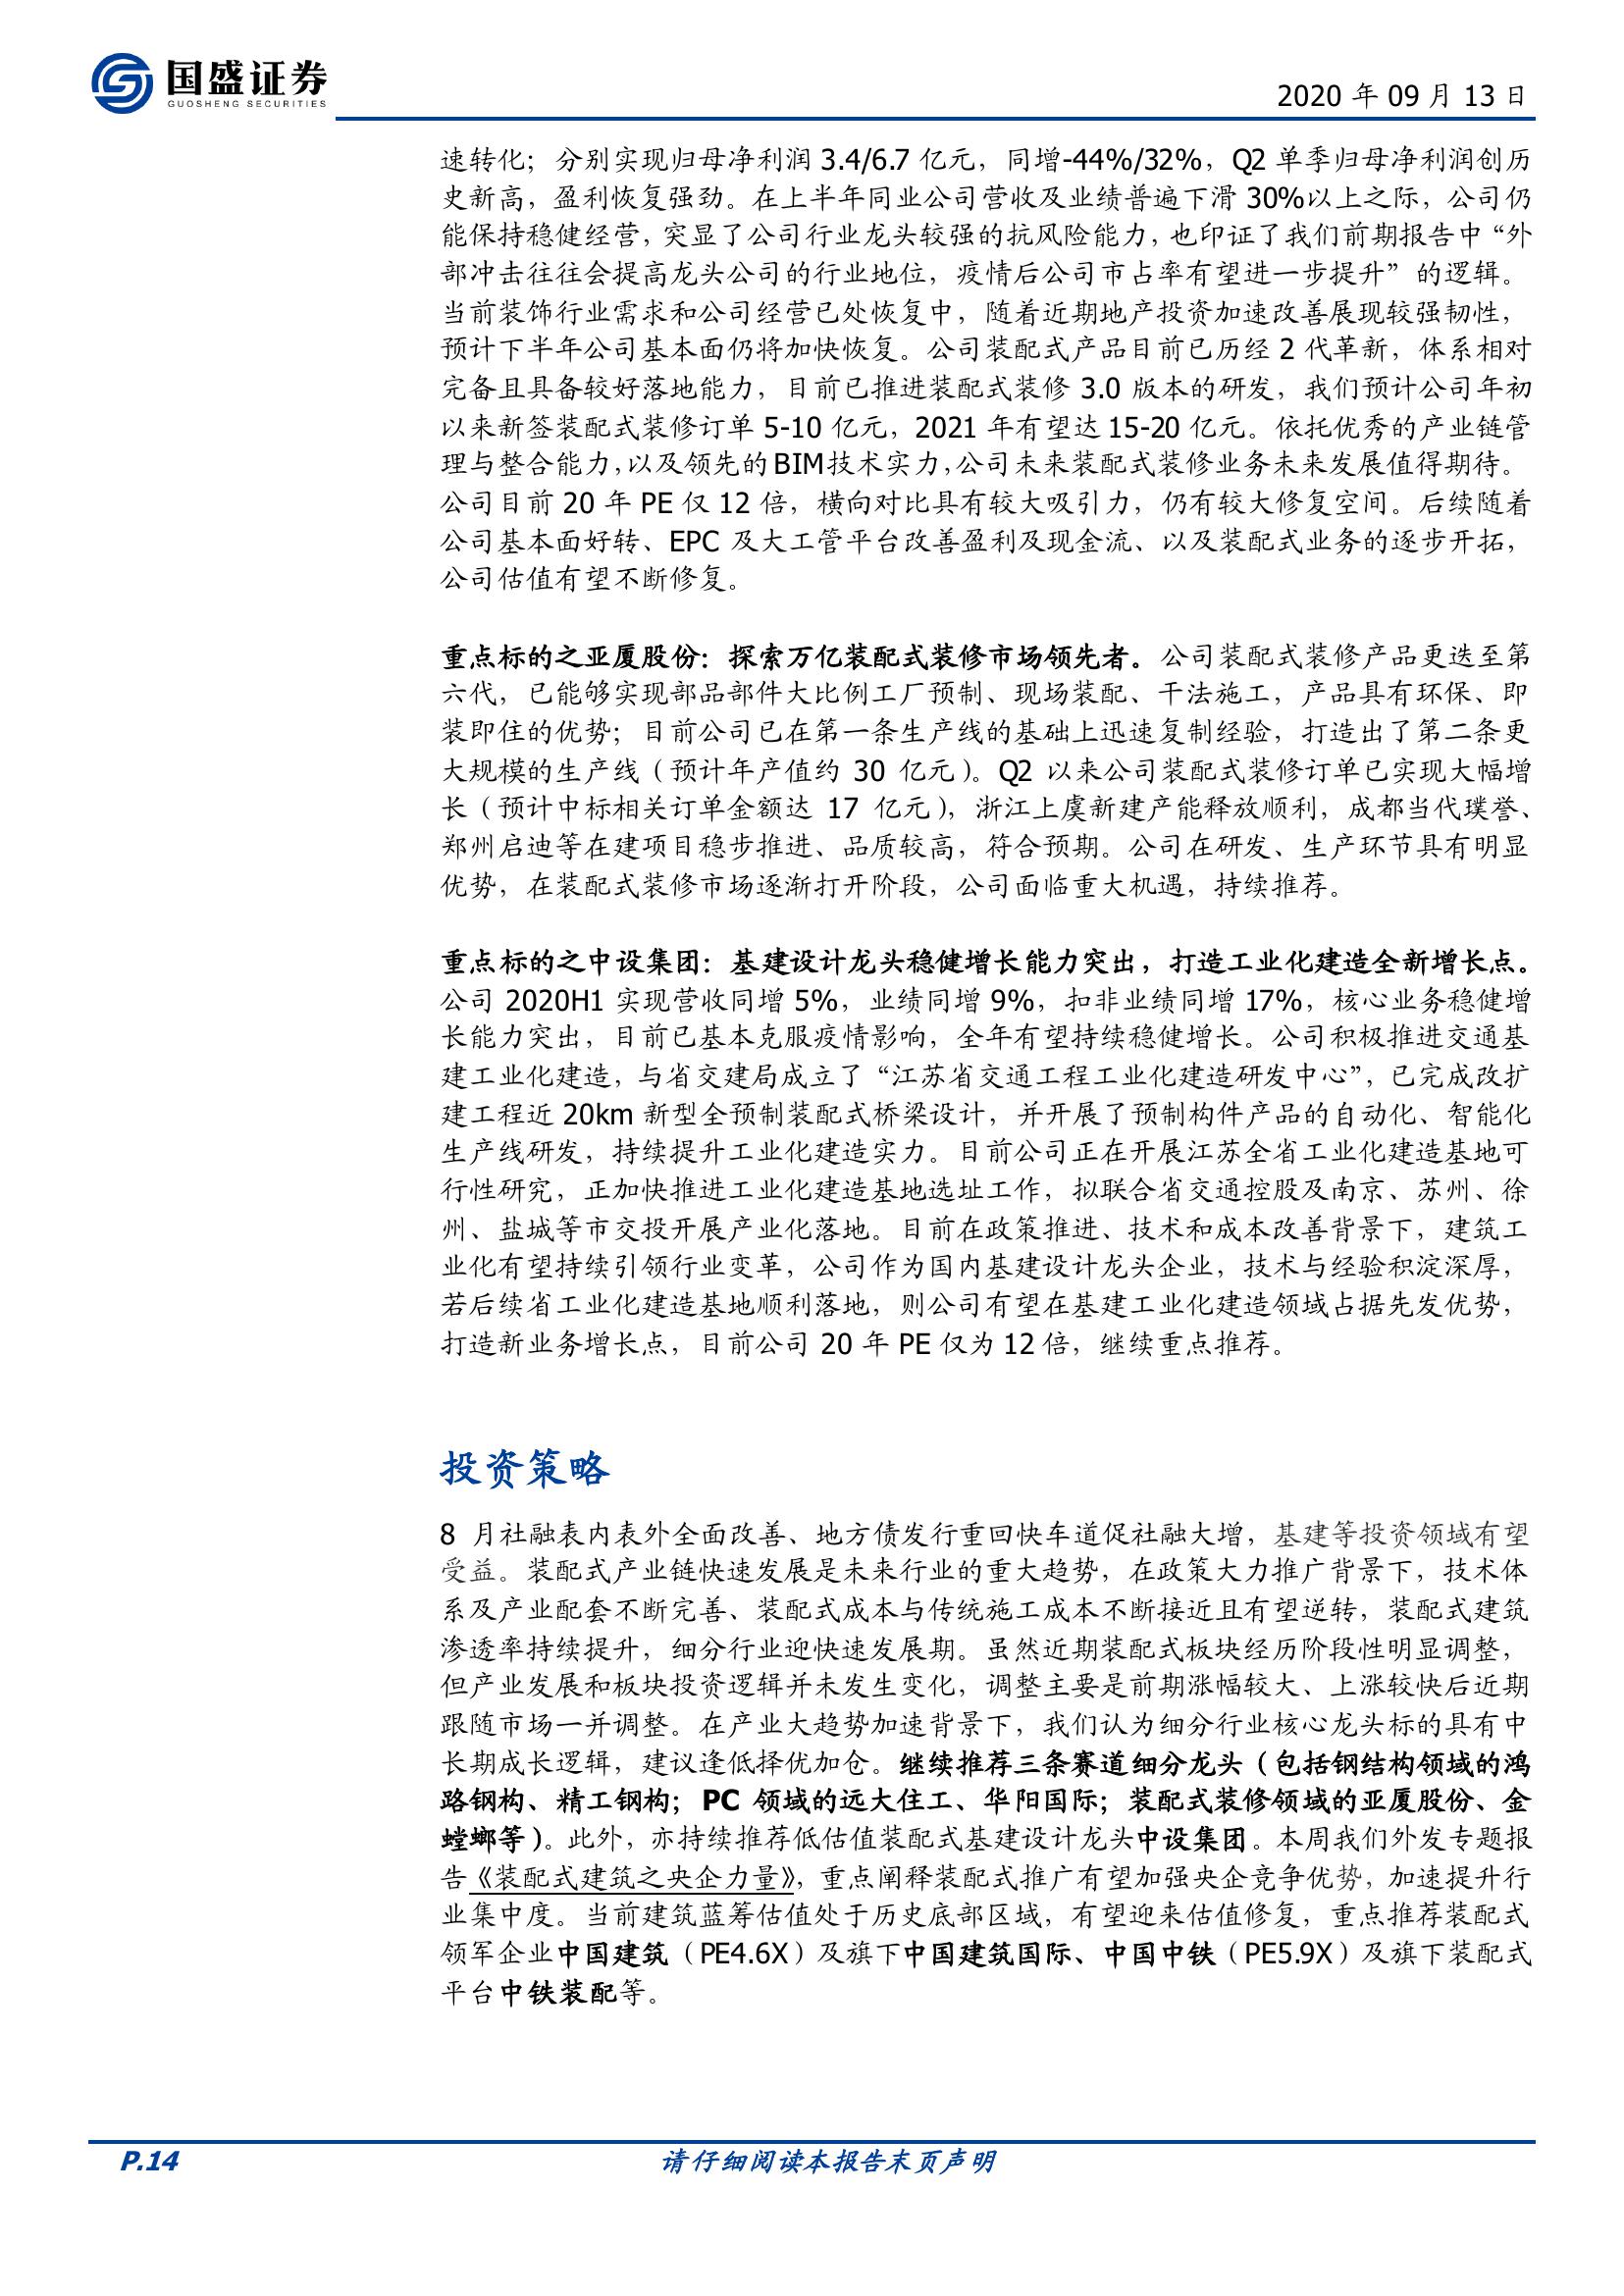 国盛证券
GUOSHENG SECURITIES
2020 年 09 月 13 日
速转化；分别实现归母净利润 3.4/6.7 亿元，同增-44%/32%，Q2 单季归母净利润创历
史新高，盈利恢复强劲。在上半年同业公司营收及业绩普遍下滑 30%以上之际，公司仍
能保持稳健经营，突显了公司行业龙头较强的抗风险能力，也印证了我们前期报告中“外
部冲击往往会提高龙头公司的行业地位，疫情后公司市占率有望进一步提升”的逻辑。
当前装饰行业需求和公司经营已处恢复中，随着近期地产投资加速改善展现较强韧性，
预计下半年公司基本面仍将加快恢复。公司装配式产品目前已历经 2 代革新，体系相对
完备且具备较好落地能力，目前已推进装配式装修 3.0 版本的研发，我们预计公司年初
以来新签装配式装修订单 5-10 亿元，2021 年有望达 15-20 亿元。依托优秀的产业链管
理与整合能力，以及领先的 BIM 技术实力，公司未来装配式装修业务未来发展值得期待。
公司目前 20 年 PE 仅 12 倍，横向对比具有较大吸引力，仍有较大修复空间。后续随着
公司基本面好转、EPC 及大工管平台改善盈利及现金流、以及装配式业务的逐步开拓，
公司估值有望不断修复。
重点标的之亚厦股份：探索万亿装配式装修市场领先者。公司装配式装修产品更迭至第
六代，已能够实现部品部件大比例工厂预制、现场装配、干法施工，产品具有环保、即
装即住的优势；目前公司已在第一条生产线的基础上迅速复制经验，打造出了第二条更
大规模的生产线（预计年产值约 30 亿元）。Q2 以来公司装配式装修订单已实现大幅增
长（预计中标相关订单金额达 17 亿元），浙江上虞新建产能释放顺利，成都当代璞誉、
郑州启迪等在建项目稳步推进、品质较高，符合预期。公司在研发、生产环节具有明显
优势，在装配式装修市场逐渐打开阶段，公司面临重大机遇，持续推荐。
重点标的之中设集团：基建设计龙头稳健增长能力突出，打造工业化建造全新增长点。
公司 2020H1 实现营收同增 5%，业绩同增 9%，扣非业绩同增 17%，核心业务稳健增
长能力突出，目前已基本克服疫情影响，全年有望持续稳健增长。公司积极推进交通基
建工业化建造，与省交建局成立了“江苏省交通工程工业化建造研发中心”，已完成改扩
建工程近 20km 新型全预制装配式桥梁设计，并开展了预制构件产品的自动化、智能化
生产线研发，持续提升工业化建造实力。目前公司正在开展江苏全省工业化建造基地可
行性研究，正加快推进工业化建造基地选址工作，拟联合省交通控股及南京、苏州、徐
州、盐城等市交投开展产业化落地。目前在政策推进、技术和成本改善背景下，建筑工
业化有望持续引领行业变革，公司作为国内基建设计龙头企业，技术与经验积淀深厚，
若后续省工业化建造基地顺利落地，则公司有望在基建工业化建造领域占据先发优势，
打造新业务增长点，目前公司 20 年 PE 仅为 12 倍，继续重点推荐。
投资策略
8 月社融表内表外全面改善、地方债发行重回快车道促社融大增，基建等投资领域有望
受益。装配式产业链快速发展是未来行业的重大趋势，在政策大力推广背景下，技术体
系及产业配套不断完善、装配式成本与传统施工成本不断接近且有望逆转，装配式建筑
渗透率持续提升，细分行业迎快速发展期。虽然近期装配式板块经历阶段性明显调整，
但产业发展和板块投资逻辑并未发生变化，调整主要是前期涨幅较大、上涨较快后近期
跟随市场一并调整。在产业大趋势加速背景下，我们认为细分行业核心龙头标的具有中
长期成长逻辑，建议逢低择优加仓。继续推荐三条赛道细分龙头（包括钢结构领域的鸿
路钢构、精工钢构；PC 领域的远大住工、华阳国际；装配式装修领域的亚厦股份、金
螳螂等）。此外，亦持续推荐低估值装配式基建设计龙头中设集团。本周我们外发专题报
告《装配式建筑之央企力量》，重点阐释装配式推广有望加强央企竞争优势，加速提升行
业集中度。当前建筑蓝筹估值处于历史底部区域，有望迎来估值修复，重点推荐装配式
领军企业中国建筑（PE4.6X）及旗下中国建筑国际、中国中铁（PE5.9X）及旗下装配式
平台中铁装配等。
P.14
请仔细阅读本报告末页声明